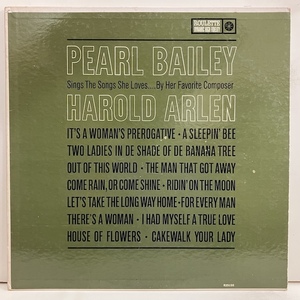 ROULETTE
PEARL BAILEY
Sings The Songs She Loves.....By Her Favorite Composer
HAROLD ARLEN
IT'S A WOMAN'S PREROGATIVE • A SLEEPIN' BEE
TWO LADIES IN DE SHADE OF DE BANANA TREE
OUT OF THIS WORLD • THE MAN THAT GOT AWAY
COME RAIN, OR COME SHINE • RIDIN' ON THE MOON
LET'S TAKE THE LONG WAY HOME • FOR EVERY MAN
THERE'S A WOMAN • I HAD MYSELF A TRUE LOVE
HOUSE OF FLOWERS • CAKEWALK YOUR LADY